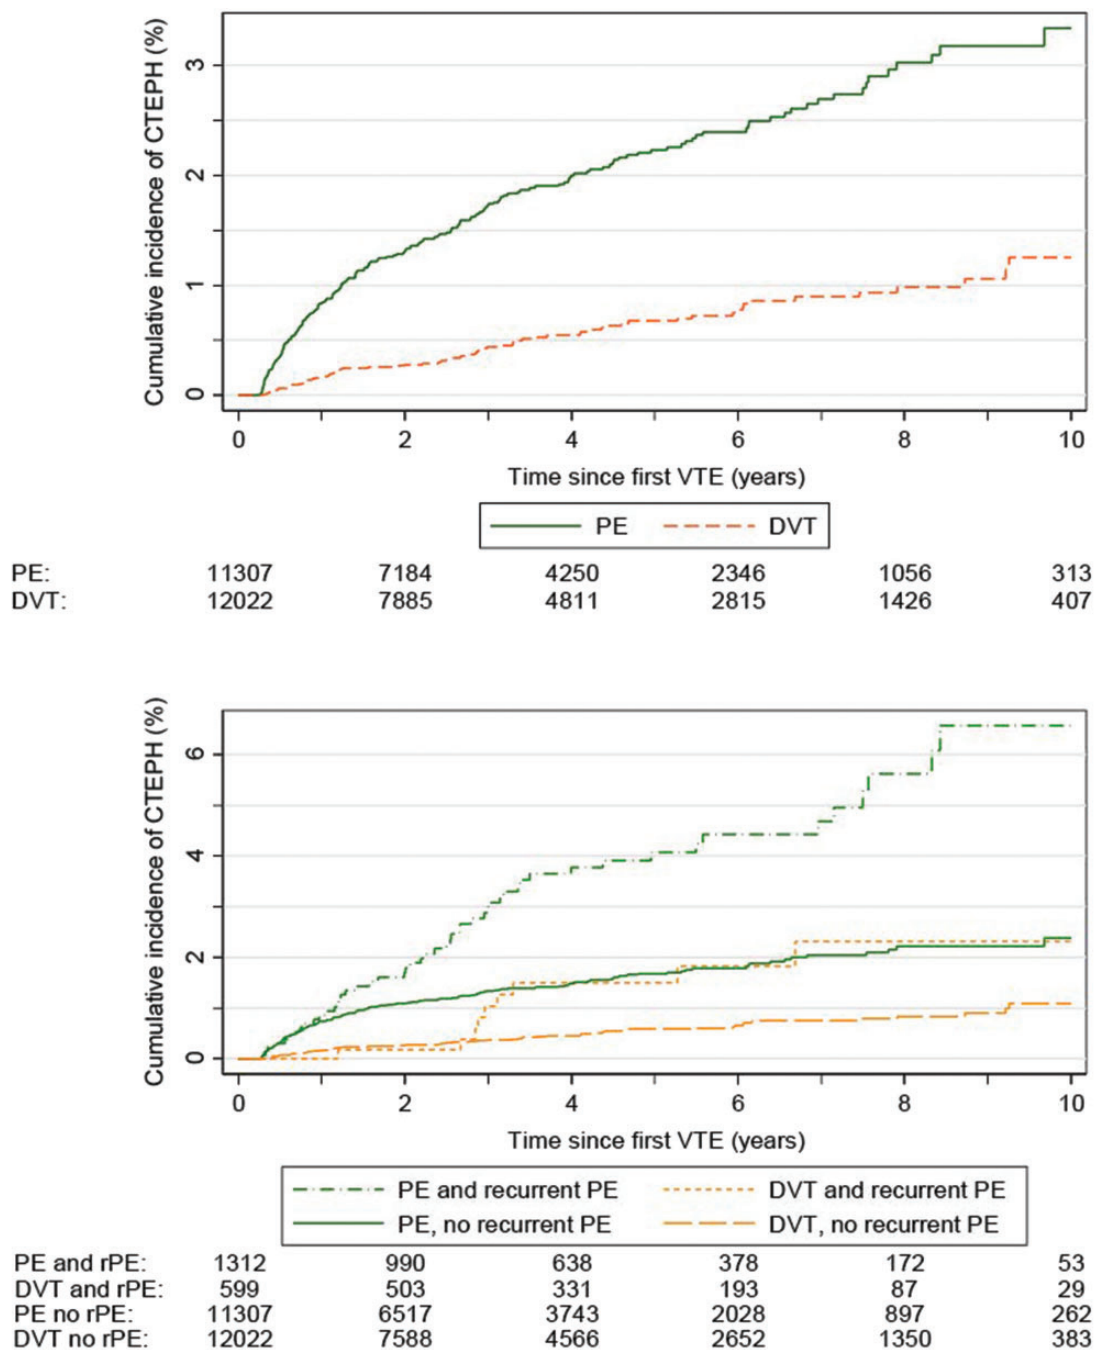 Cumulative incidence of CTEPH (%)
3
2
1
0
0 2 4 6 8 10
Time since first VTE (years)
PE DVT
PE: 11307 7184 4250 2346 1056 313
DVT: 12022 7885 4811 2815 1426 407
Cumulative incidence of CTEPH (%)
6
4
2
0
0 2 4 6 8 10
Time since first VTE (years)
PE and recurrent PE DVT and recurrent PE
PE, no recurrent PE DVT, no recurrent PE
PE and rPE: 1312 990 638 378 172 53
DVT and rPE: 599 503 331 193 87 29
PE no rPE: 11307 6517 3743 2028 897 262
DVT no rPE: 12022 7588 4566 2652 1350 383